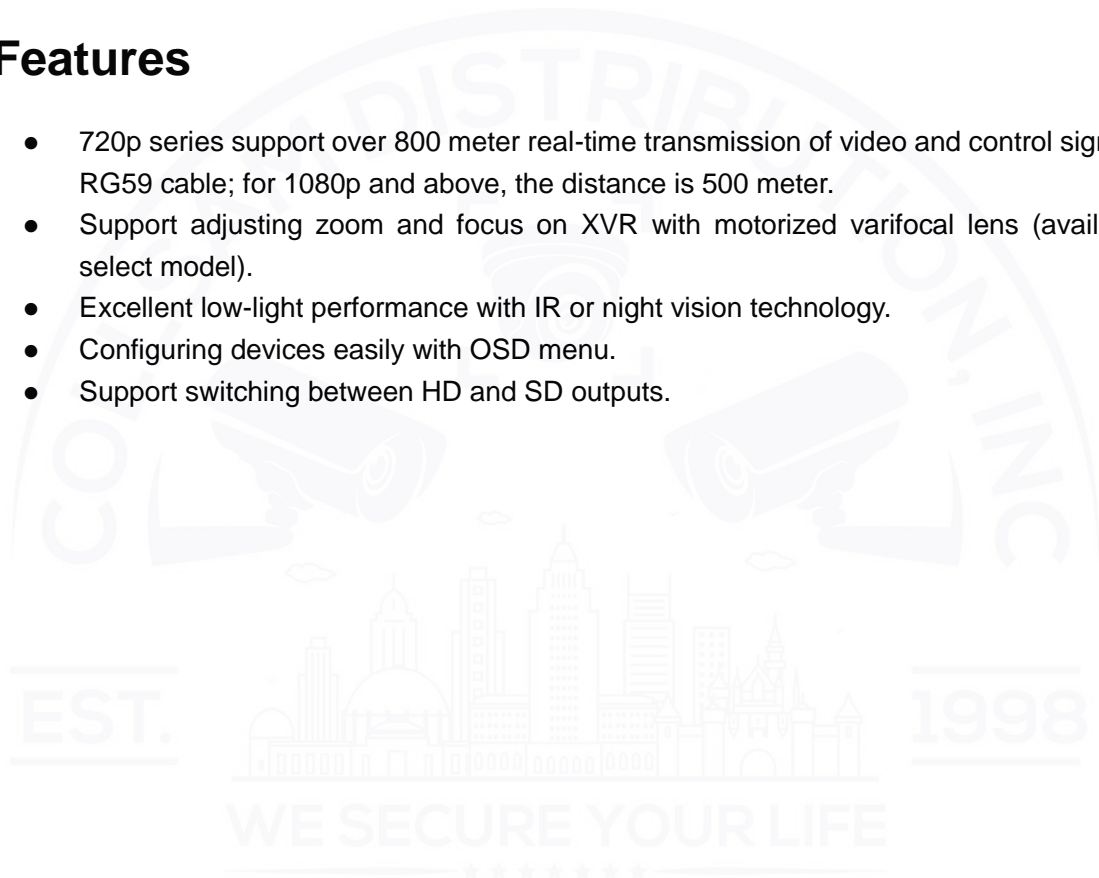 Features
● 720p series support over 800 meter real-time transmission of video and control sig
RG59 cable; for 1080p and above, the distance is 500 meter.
● Support adjusting zoom and focus on XVR with motorized varifocal lens (avail
select model).
● Excellent low-light performance with IR or night vision technology.
● Configuring devices easily with OSD menu.
● Support switching between HD and SD outputs.
DISTRIBUTION, INC
EST. 1998
WE SECURE YOUR LIFE